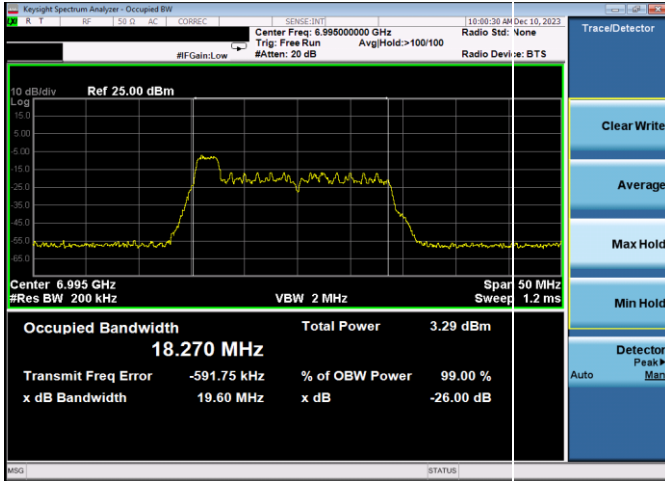 Keysight Spectrum Analyzer - Occupied BW
R T RF 50 Ω AC CORREC SENSE:INT 10:00:30 AM Dec 10, 2023
Center Freq: 6.995000000 GHz Radio Std: None
Trig: Free Run Avg|Hold:>100/100
#IFGain:Low #Atten: 20 dB Radio Device: BTS
10 dB/div Ref 25.00 dBm
Log
15.0
5.00
-5.00
-15.0
-25.0
-35.0
-45.0
-55.0
-65.0
Center 6.995 GHz Span 50 MHz
#Res BW 200 kHz VBW 2 MHz Sweep 1.2 ms
Occupied Bandwidth Total Power 3.29 dBm
18.270 MHz
Transmit Freq Error -591.75 kHz % of OBW Power 99.00 %
x dB Bandwidth 19.60 MHz x dB -26.00 dB
MSG STATUS
Trace/Detector
Clear Write
Average
Max Hold
Min Hold
Detector
Peak
Auto Man